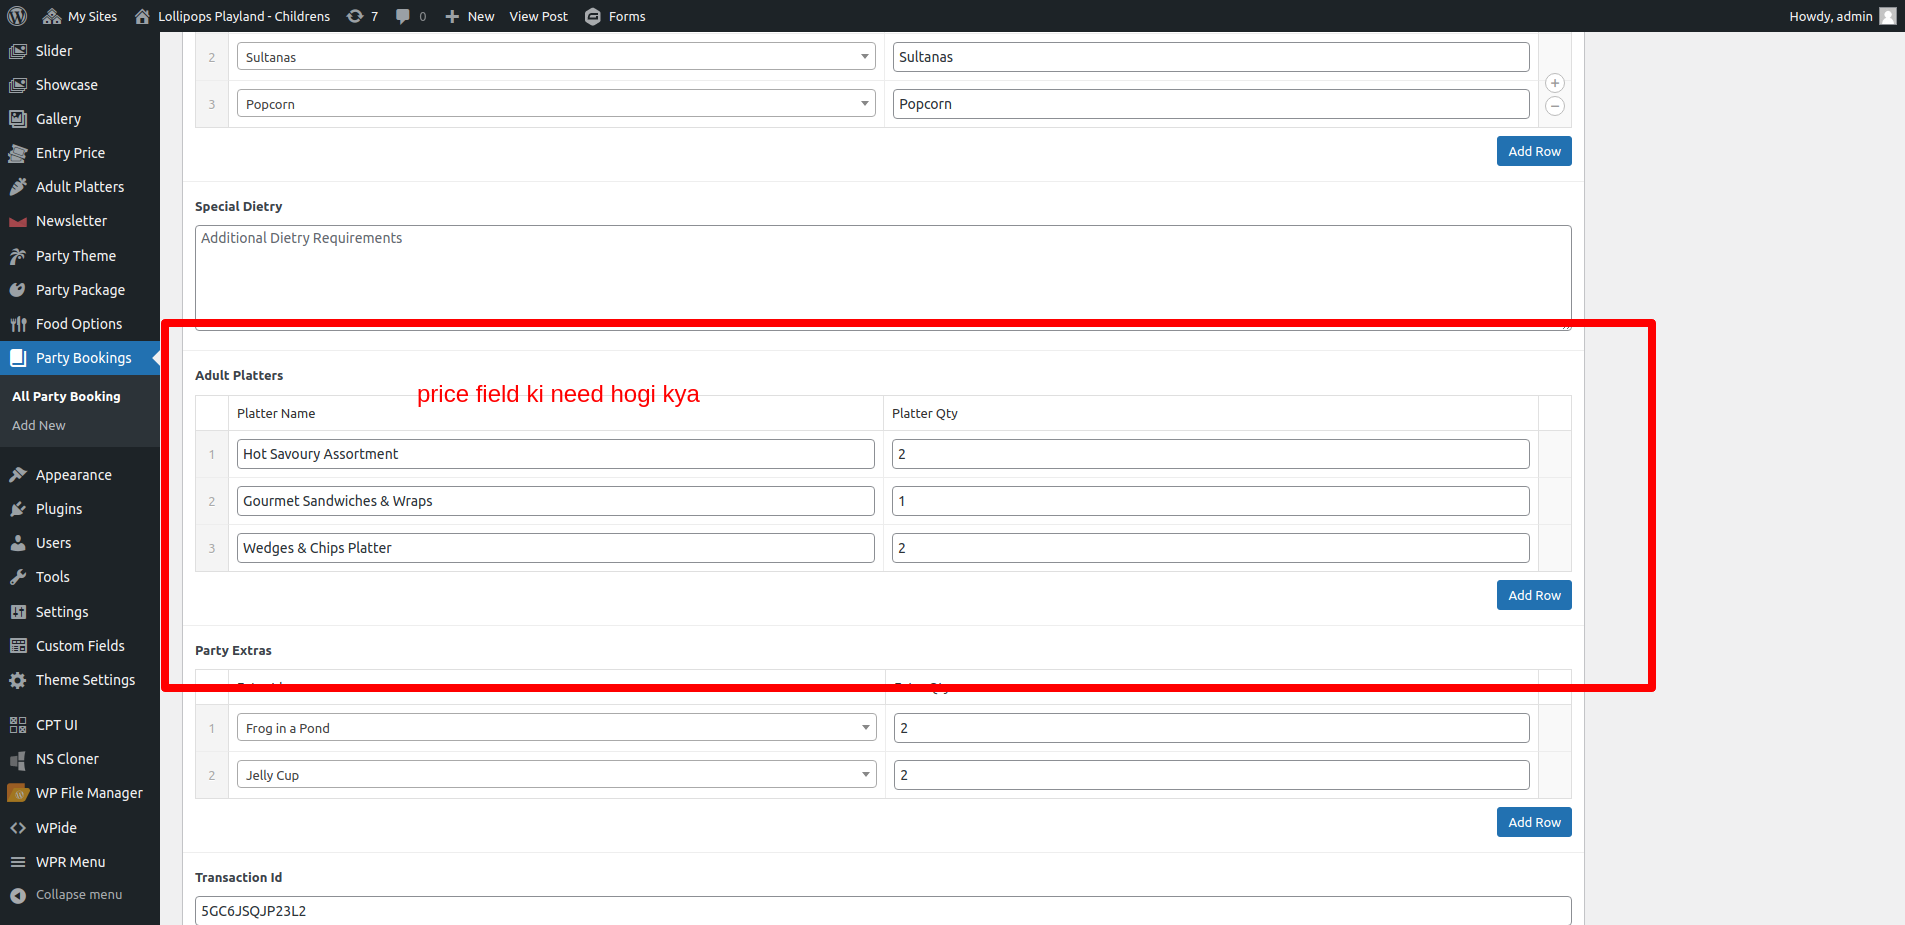 My Sites
Lollipops Playland - Childrens
7
0
New
View Post
Forms
Howdy, admin
Slider
Showcase
Gallery
Entry Price
Adult Platters
Newsletter
Party Theme
Party Package
Food Options
Party Bookings
All Party Booking
Add New
Appearance
Plugins
Users
Tools
Settings
Custom Fields
Theme Settings
CPT UI
NS Cloner
WP File Manager
WPide
WPR Menu
Collapse menu
2 Sultanas Sultanas
3 Popcorn Popcorn
Add Row
Special Dietry
Additional Dietry Requirements
Adult Platters
price field ki need hogi kya
Platter Name Platter Qty
1 Hot Savoury Assortment 2
2 Gourmet Sandwiches & Wraps 1
3 Wedges & Chips Platter 2
Add Row
Party Extras
1 Frog in a Pond 2
2 Jelly Cup 2
Add Row
Transaction Id
5GC6JSQJP23L2